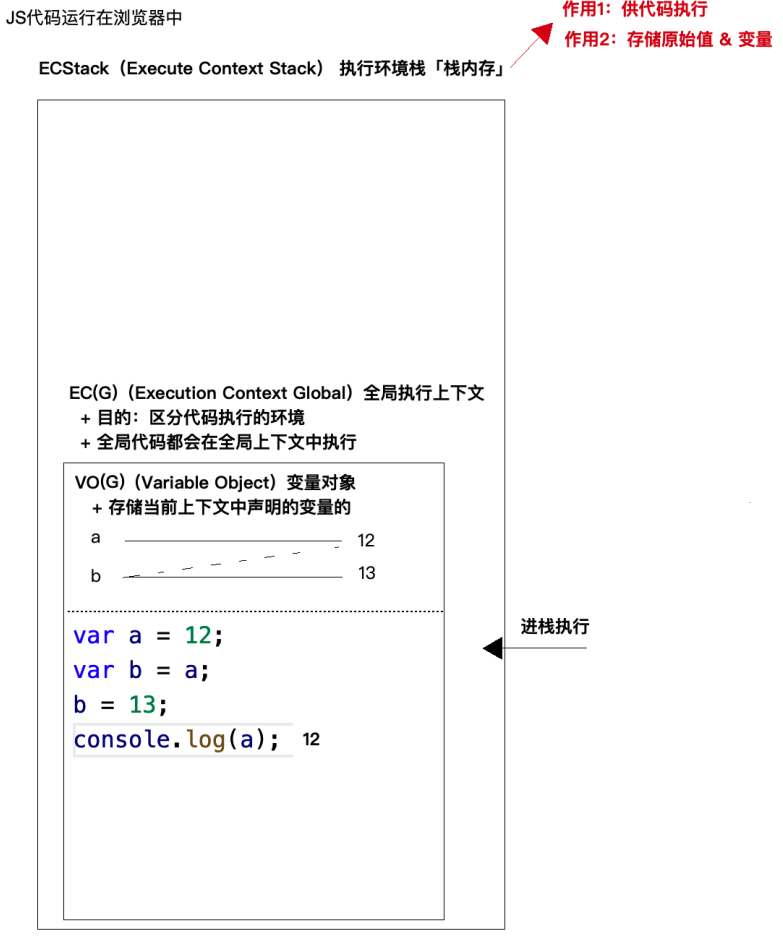 JS代码运行在浏览器中
作用1：供代码执行
作用2：存储原始值 & 变量
ECStack（Execute Context Stack） 执行环境栈「栈内存」
EC(G)（Execution Context Global）全局执行上下文
+ 目的：区分代码执行的环境
+ 全局代码都会在全局上下文中执行
VO(G)（Variable Object）变量对象
+ 存储当前上下文中声明的变量的
a 12
b 13
进栈执行
var a = 12;
var b = a;
b = 13;
console.log(a); 12